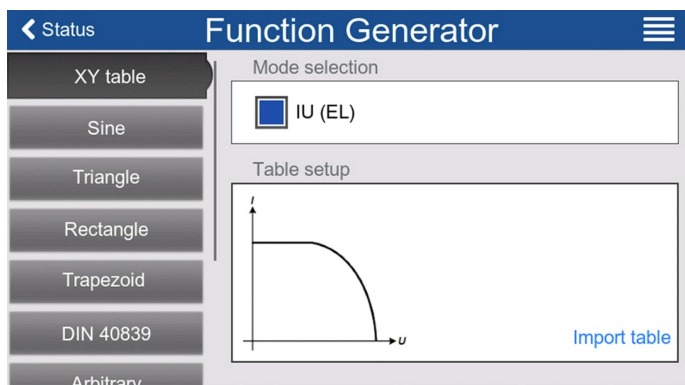 Status
Function Generator
XY table
Sine
Triangle
Rectangle
Trapezoid
DIN 40839
Arbitrary
Mode selection
IU (EL)
Table setup
I
U
Import table